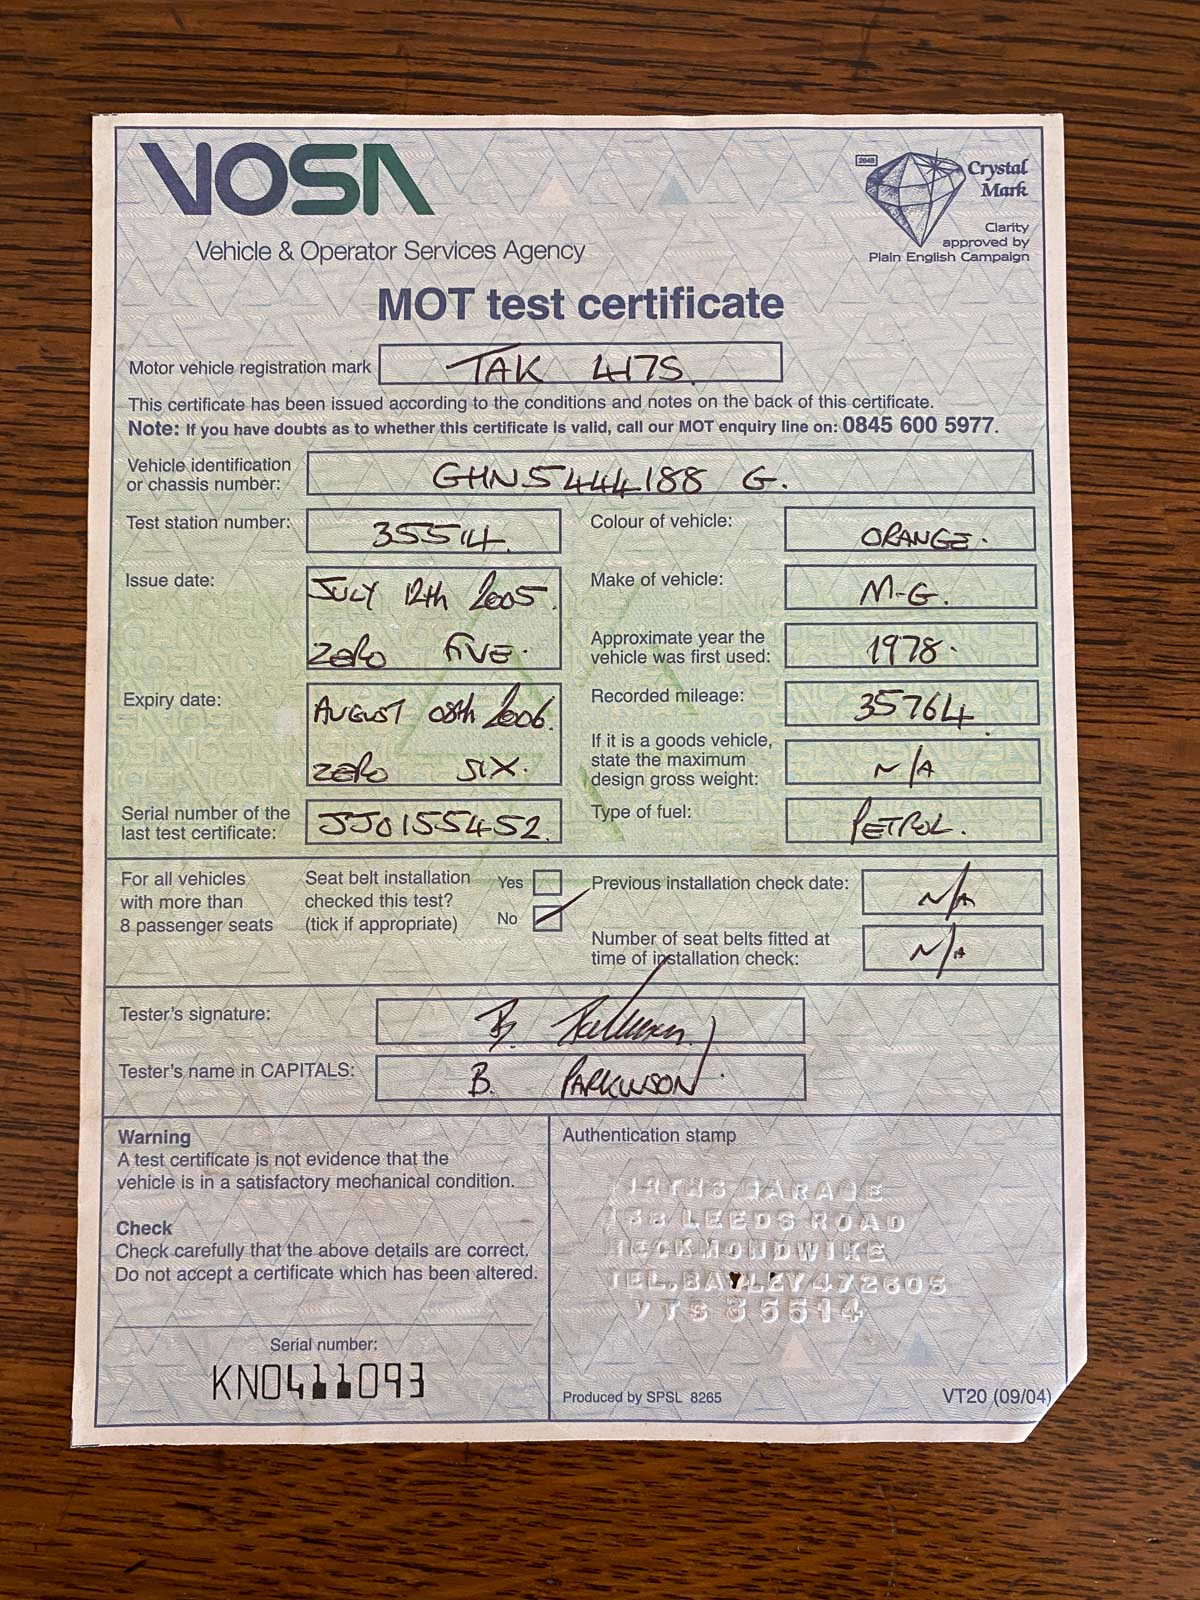 VOSA
Vehicle & Operator Services Agency
2648
Crystal
Mark
Clarity
approved by
Plain English Campaign
MOT test certificate
Motor vehicle registration mark TAK 417S.
This certificate has been issued according to the conditions and notes on the back of this certificate.
Note: If you have doubts as to whether this certificate is valid, call our MOT enquiry line on: 0845 600 5977.
Vehicle identification
or chassis number: GHN5444188 G.
Test station number: 35514.
Colour of vehicle: ORANGE.
Issue date: JULY 12th 2005.
ZERO FIVE.
Make of vehicle: M-G.
Approximate year the
vehicle was first used: 1978.
Expiry date: AUGUST 08th 2006.
ZERO SIX.
Recorded mileage: 35764.
If it is a goods vehicle,
state the maximum
design gross weight: N/A
Serial number of the
last test certificate: JJ0155452.
Type of fuel: PETROL.
For all vehicles
with more than
8 passenger seats
Seat belt installation
checked this test?
(tick if appropriate)
Yes
No
Previous installation check date: N/A
Number of seat belts fitted at
time of installation check: N/A
Tester's signature: B. Parkinson
Tester's name in CAPITALS: B. PARKINSON.
Warning
A test certificate is not evidence that the
vehicle is in a satisfactory mechanical condition.
Check
Check carefully that the above details are correct.
Do not accept a certificate which has been altered.
Serial number:
KN0411093
Authentication stamp
GARAGE
LEEDS ROAD
HECKMONDWIKE
TEL, BATLEY 472605
VTS 35514
Produced by SPSL 8265
VT20 (09/04)